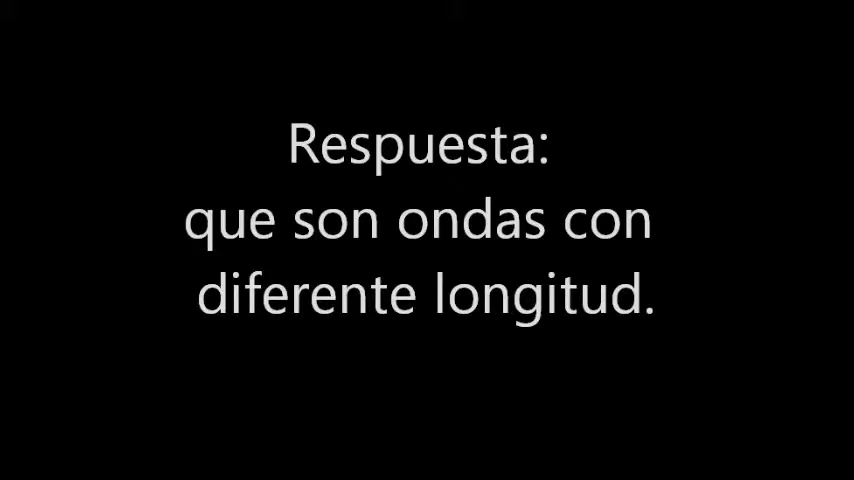 Respuesta:
que son ondas con
diferente longitud.